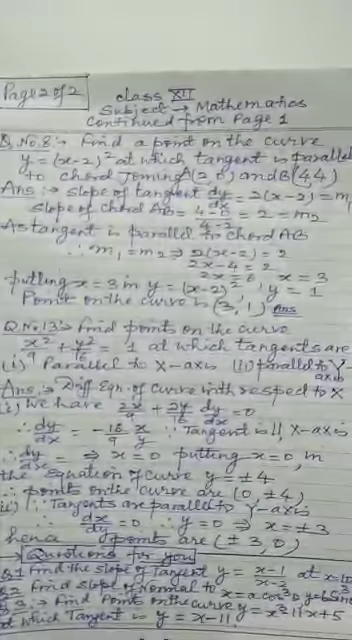 Page 2 of 2
Class XII
Subject → Mathematics
Continued from Page 1
Q.No.8:→ Find a point on the curve
y = (x-2)² at which tangent is parallel
to chord joining A(2,0) and B(4,4)
Ans :→ slope of tangent dy/dx = 2(x-2) = m₁
slope of chord AB = 4-0/4-2 = 2 = m₂
As tangent is parallel to chord AB
∴ m₁ = m₂ ⇒ 2(x-2) = 2
2x-4 = 2
2x = 6 , x = 3
putting x = 3 in y = (x-2)², y = 1
Point on the curve is (3, 1) Ans
Q.No.13:→ Find points on the curve
x²/9 + y²/16 = 1 at which tangents are
(i) Parallel to X-axis (ii) parallel to Y-
axis
Ans:→ Diff Eqn. of curve with respect to X
(i) We have 2x/9 + 2y/16 dy/dx = 0
∴ dy/dx = -16/9 x/y ∵ Tangent is ||, X-axis
∴ dy/dx = ⇒ x = 0 putting x = 0, in
the equation of curve y = ±4
∴ points on the curve are (0, ±4)
ii) ∵ Tangents are parallel to Y-axis
∴ dx/dy = 0 ∴ y = 0 ⇒ x = ±3
hence points are (±3, 0)
Questions for you
Q.1 Find the slope of tangent y = x-1/x-2 at x=10
Q.2 Find slope of Normal to x = a cos³θ
Q.3:→ Find Point on the curve y = x³-11x+5
at which Tangent is y = x-11